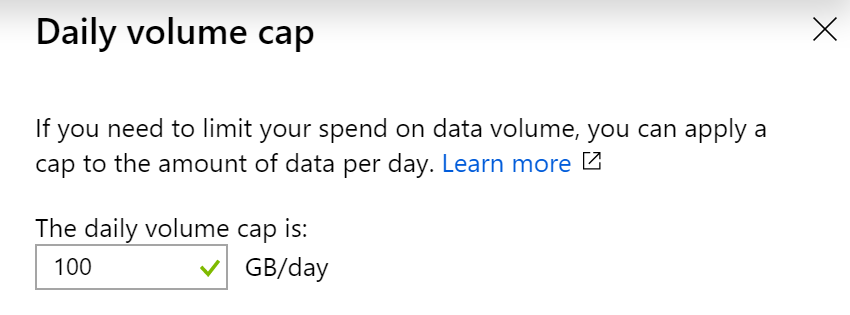 Daily volume cap
If you need to limit your spend on data volume, you can apply a
cap to the amount of data per day. Learn more
The daily volume cap is:
100 GB/day